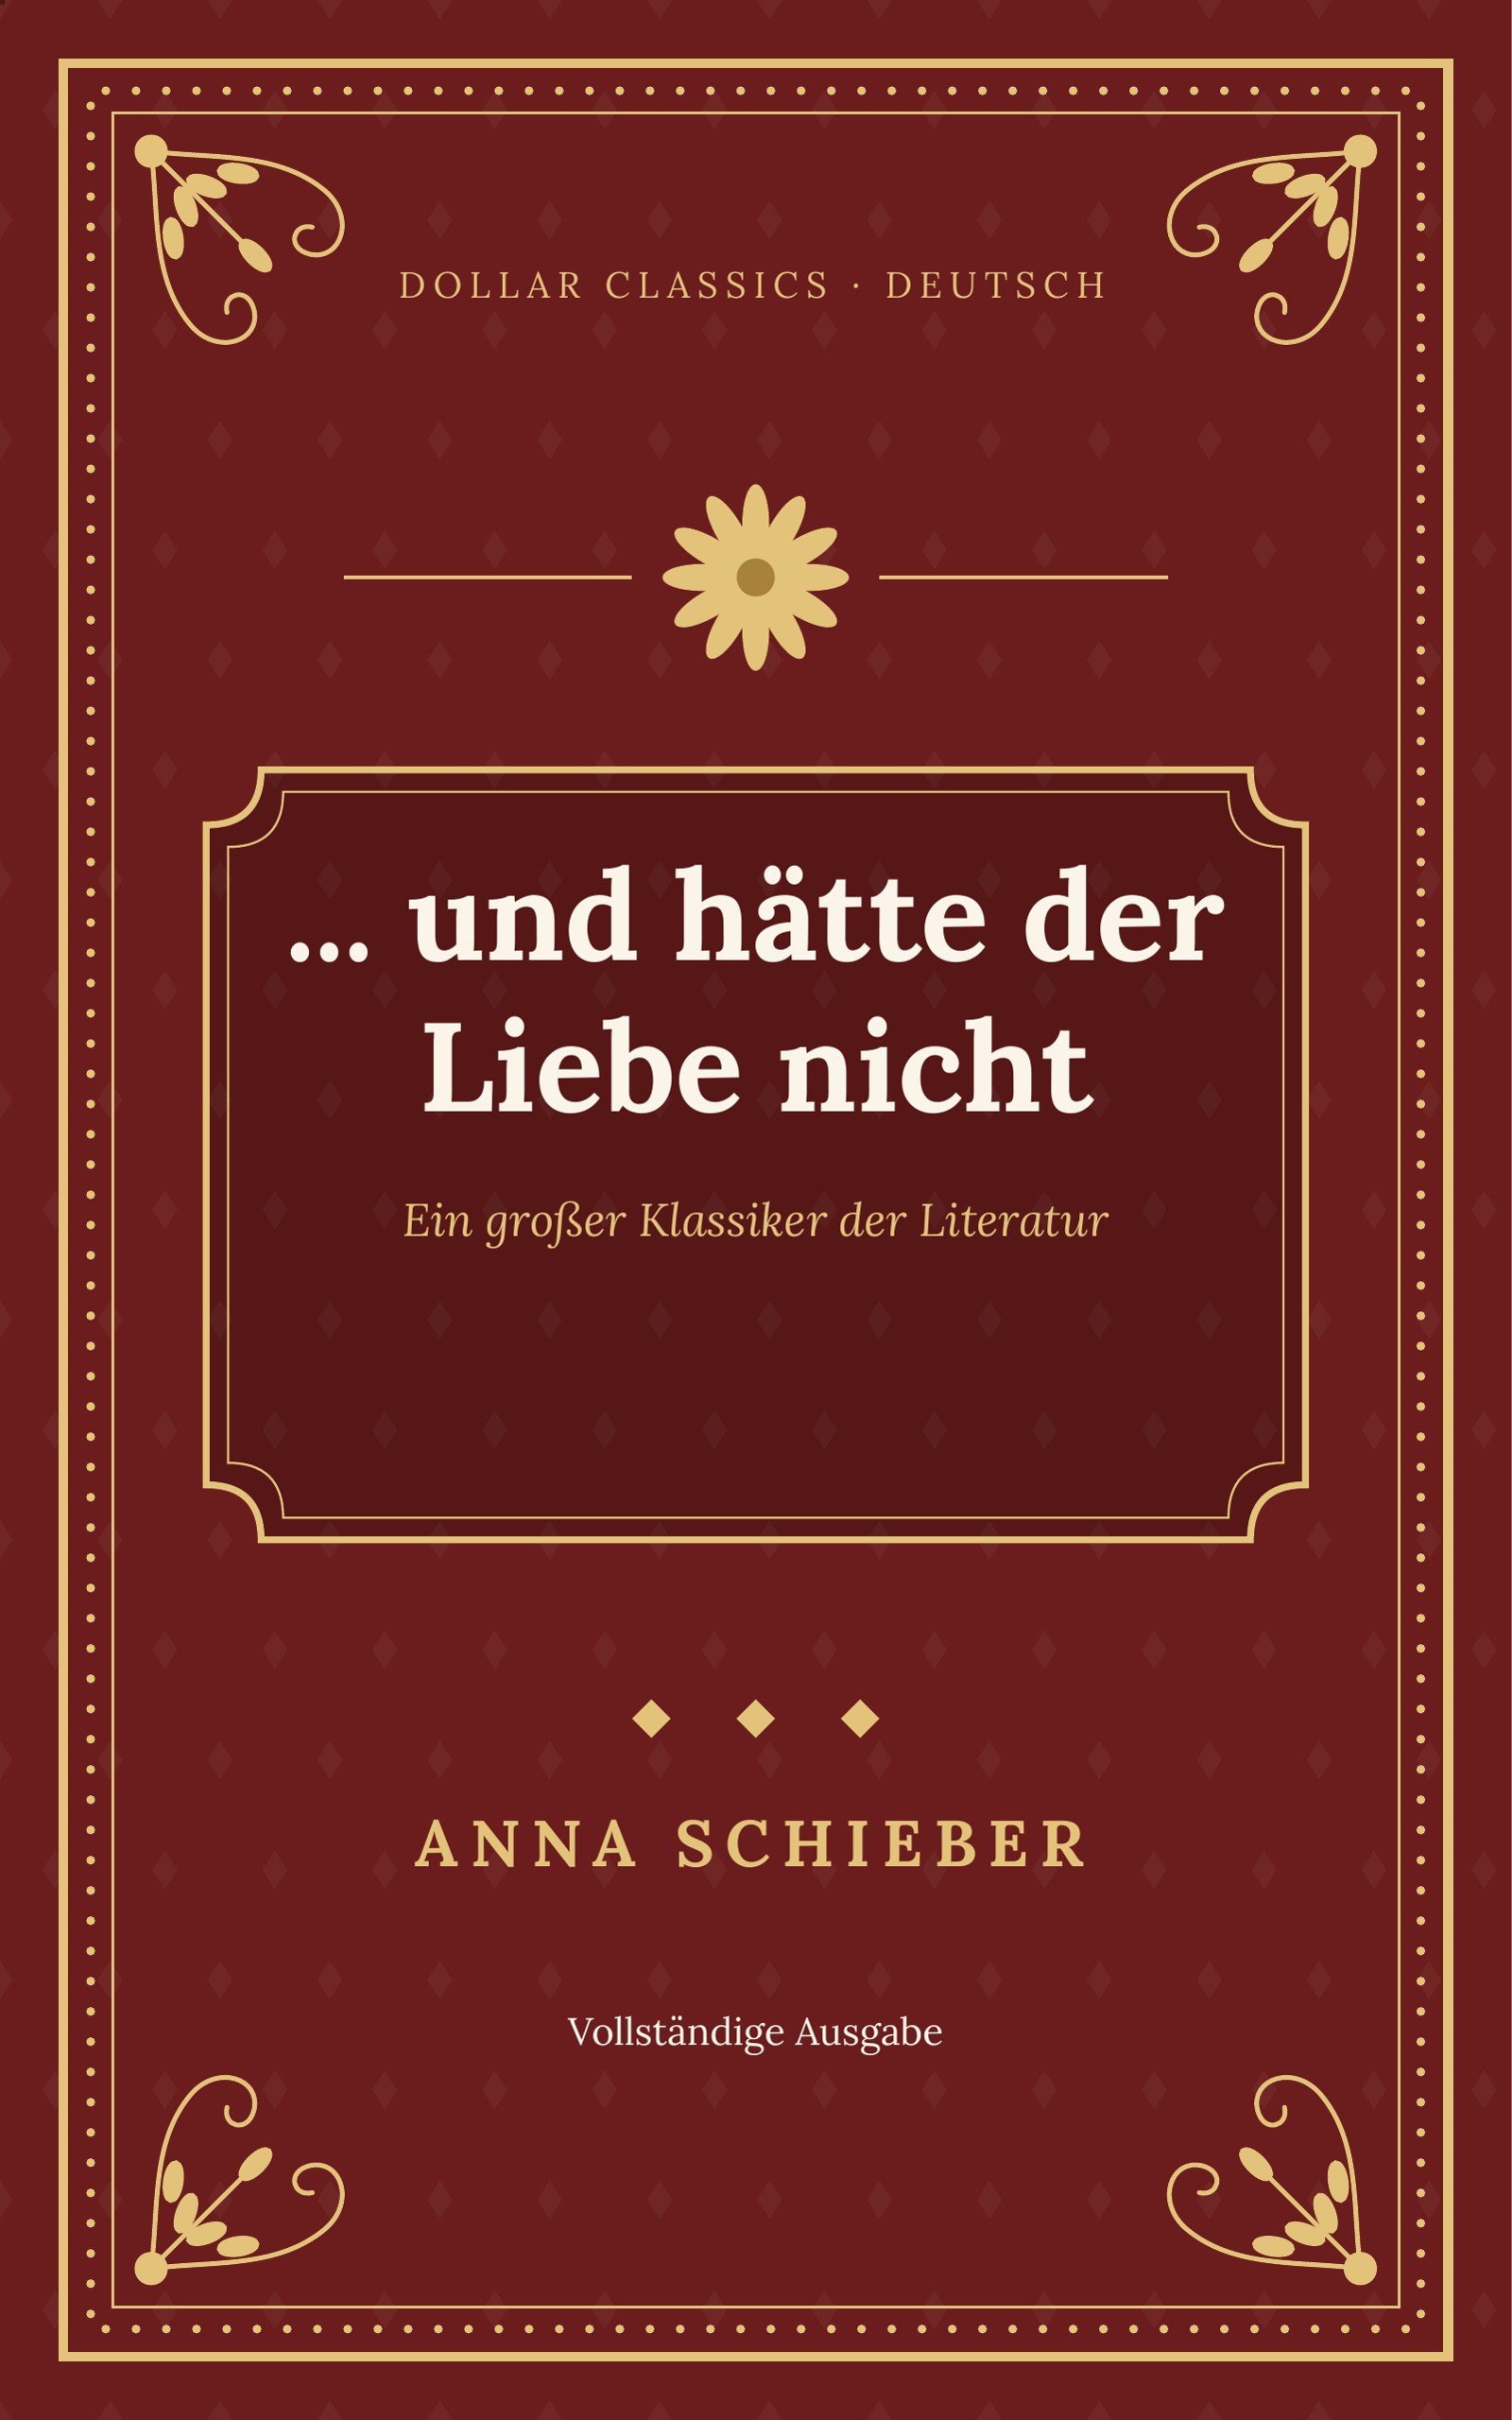 DOLLAR CLASSICS · DEUTSCH
... und hätte der
Liebe nicht
Ein großer Klassiker der Literatur
ANNA SCHIEBER
Vollständige Ausgabe